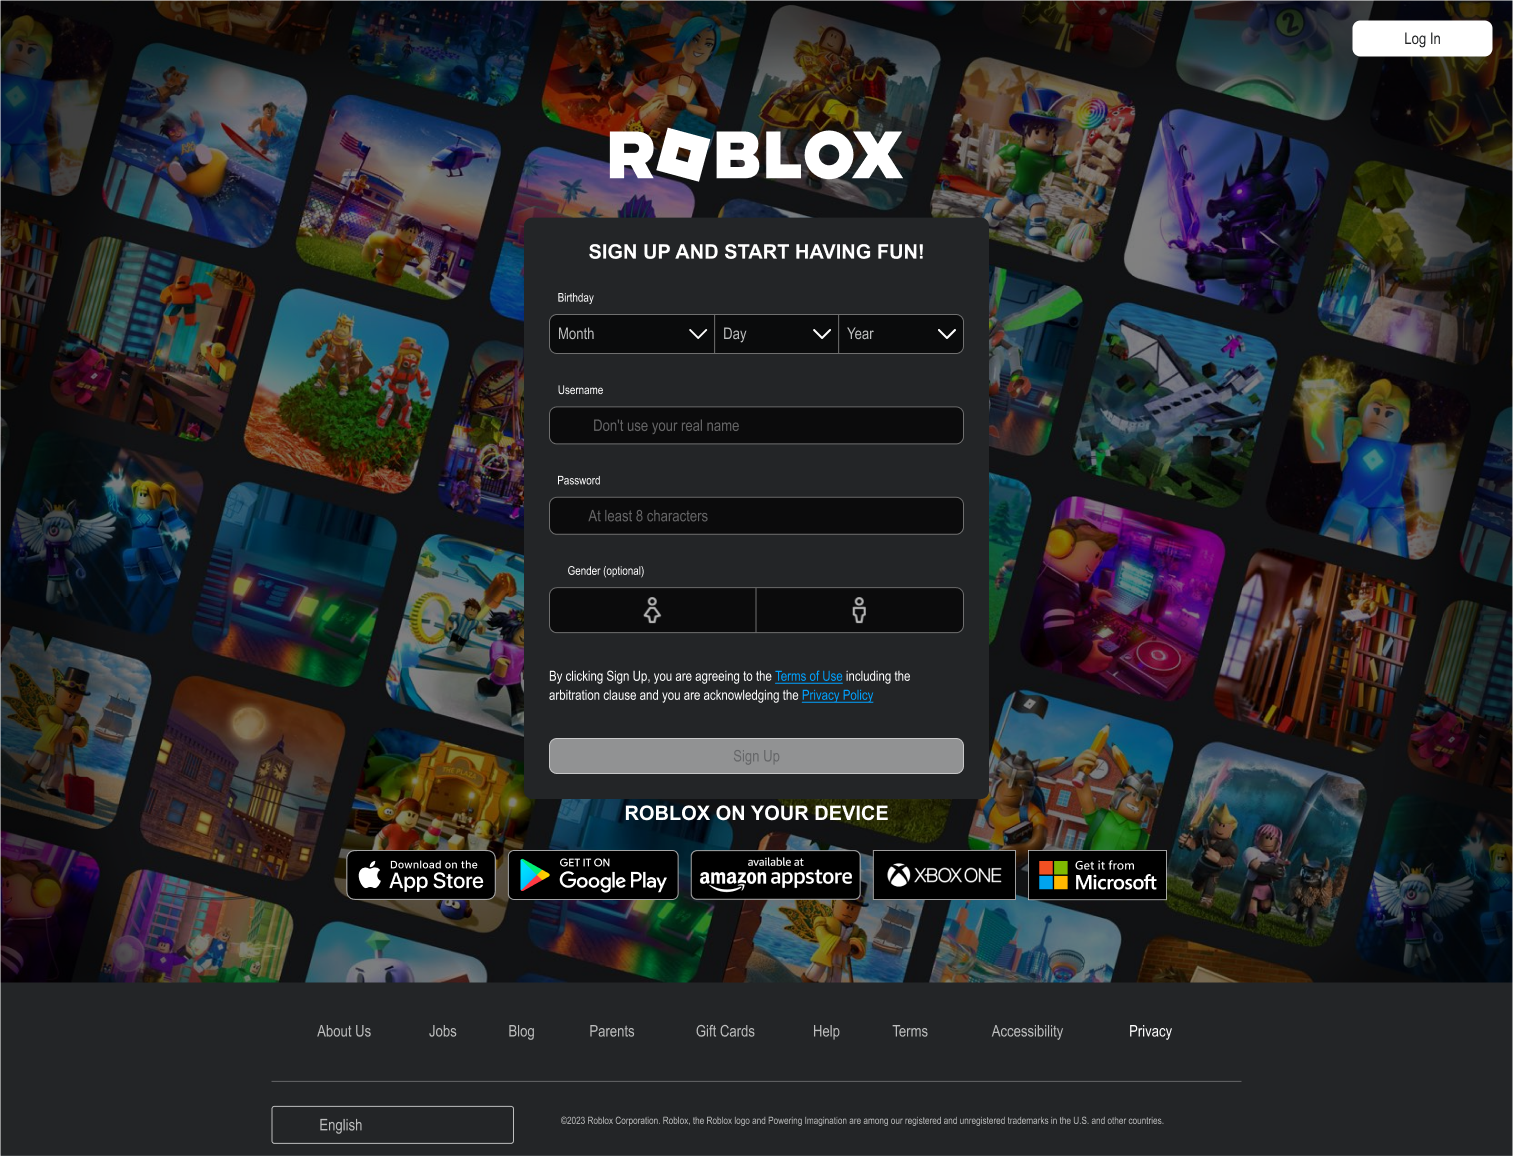 Log In
ROBLOX
SIGN UP AND START HAVING FUN!
Birthday
Month Day Year
Username
Don't use your real name
Password
At least 8 characters
Gender (optional)
By clicking Sign Up, you are agreeing to the Terms of Use including the
arbitration clause and you are acknowledging the Privacy Policy
Sign Up
ROBLOX ON YOUR DEVICE
Download on the
App Store
GET IT ON
Google Play
available at
amazon appstore
XBOX ONE
Get it from
Microsoft
About Us Jobs Blog Parents Gift Cards Help Terms Accessibility Privacy
English
©2023 Roblox Corporation. Roblox, the Roblox logo and Powering Imagination are among our registered and unregistered trademarks in the U.S. and other countries.